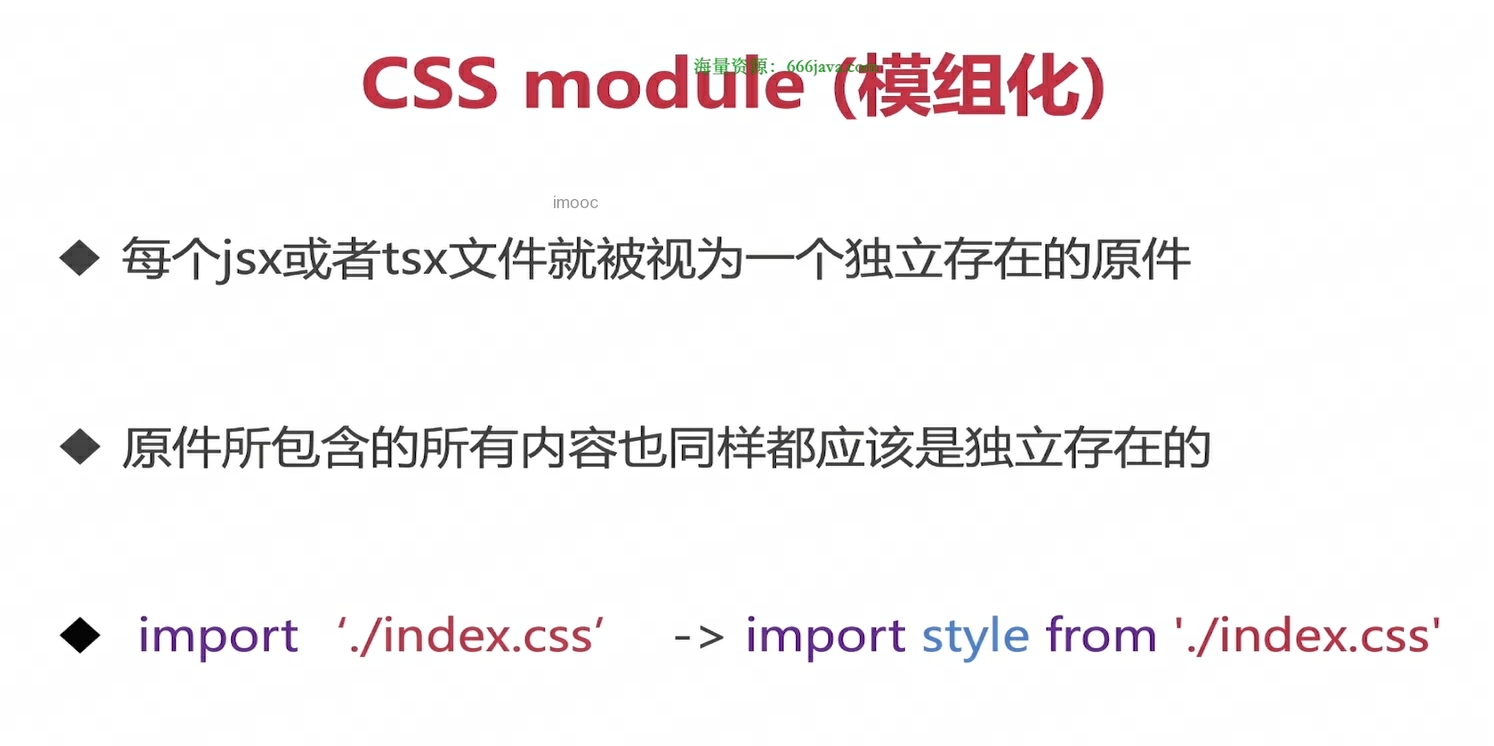 CSS module (模组化)
海量资源：666java.com
imooc
◆ 每个jsx或者tsx文件就被视为一个独立存在的原件
◆ 原件所包含的所有内容也同样都应该是独立存在的
◆ import ‘./index.css’ -> import style from './index.css'